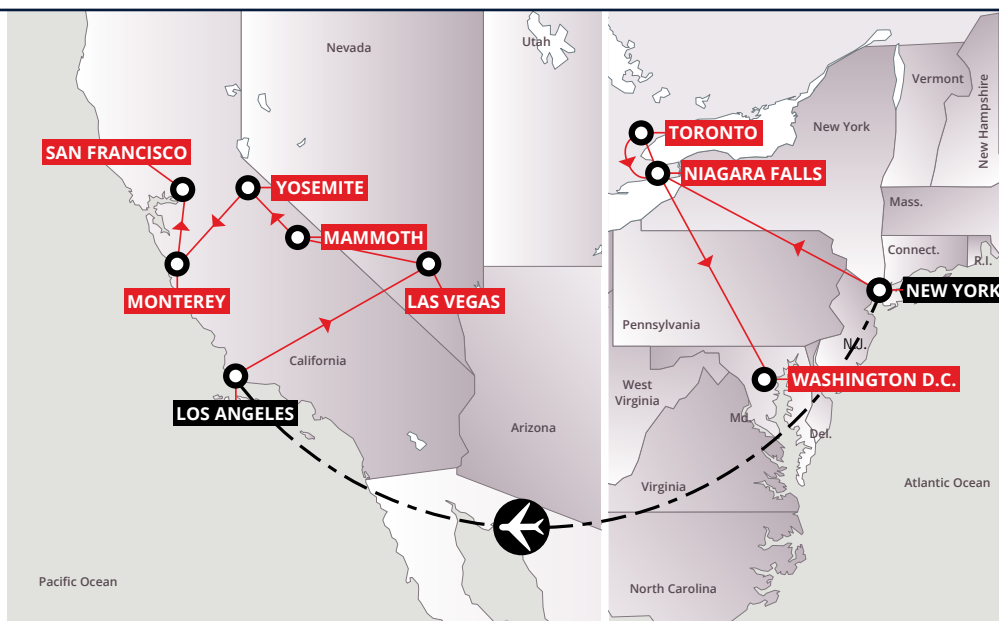 Nevada
Utah
SAN FRANCISCO
YOSEMITE
MAMMOTH
MONTEREY
LAS VEGAS
California
LOS ANGELES
Arizona
Pacific Ocean
TORONTO
New York
Vermont
New Hampshire
NIAGARA FALLS
Mass.
Connect.
R.I.
NEW YORK
Pennsylvania
N.J.
WASHINGTON D.C.
West
Virginia
Md.
Del.
Virginia
Atlantic Ocean
North Carolina